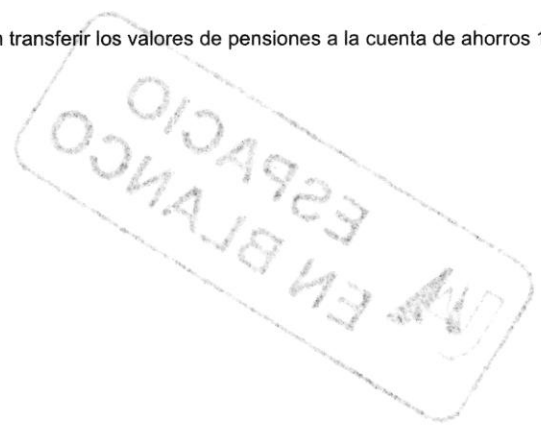 transferir los valores de pensiones a la cuenta de ahorros 1
ESPACIO
EN BLANCO